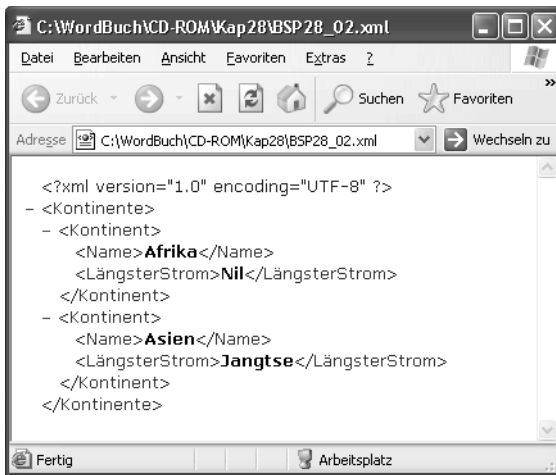 C:\WordBuch\CD-ROM\Kap28\BSP28_02.xml
Datei Bearbeiten Ansicht Favoriten Extras ?
Zurück Suchen Favoriten »
Adresse C:\WordBuch\CD-ROM\Kap28\BSP28_02.xml Wechseln zu
<?xml version="1.0" encoding="UTF-8" ?>
– <Kontinente>
– <Kontinent>
<Name>Afrika</Name>
<LängsterStrom>Nil</LängsterStrom>
</Kontinent>
– <Kontinent>
<Name>Asien</Name>
<LängsterStrom>Jangtse</LängsterStrom>
</Kontinent>
</Kontinente>
Fertig Arbeitsplatz